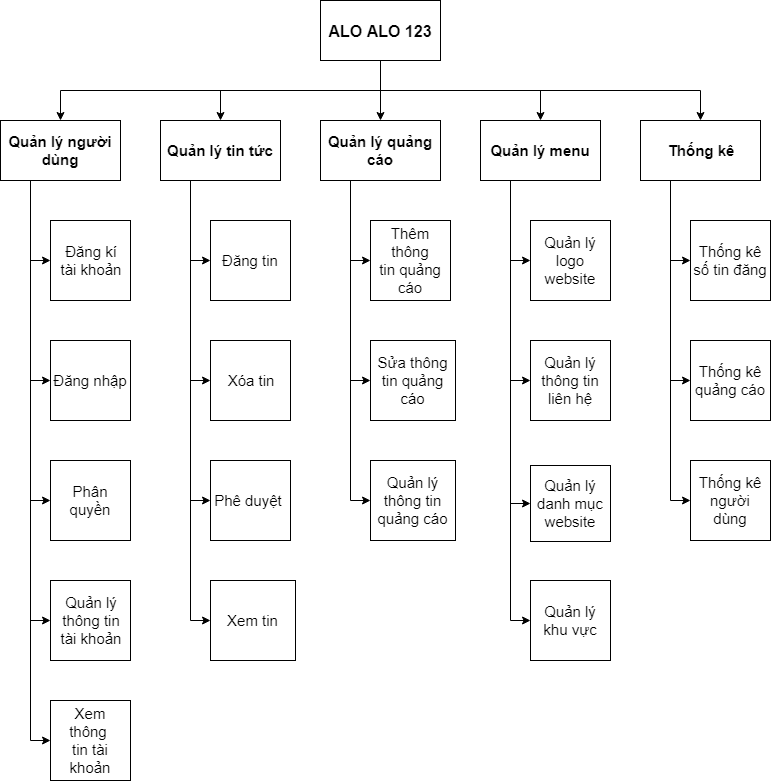 ALO ALO 123
Quản lý người
dùng
Quản lý tin tức
Quản lý quảng
cáo
Quản lý menu
Thống kê
Đăng kí
tài khoản
Đăng tin
Thêm
thông
tin quảng
cáo
Quản lý
logo
website
Thống kê
số tin đăng
Đăng nhập
Xóa tin
Sửa thông
tin quảng
cáo
Quản lý
thông tin
liên hệ
Thống kê
quảng cáo
Phân
quyền
Phê duyệt
Quản lý
thông tin
quảng cáo
Quản lý
danh mục
website
Thống kê
người
dùng
Quản lý
thông tin
tài khoản
Xem tin
Quản lý
khu vực
Xem
thông
tin tài
khoản